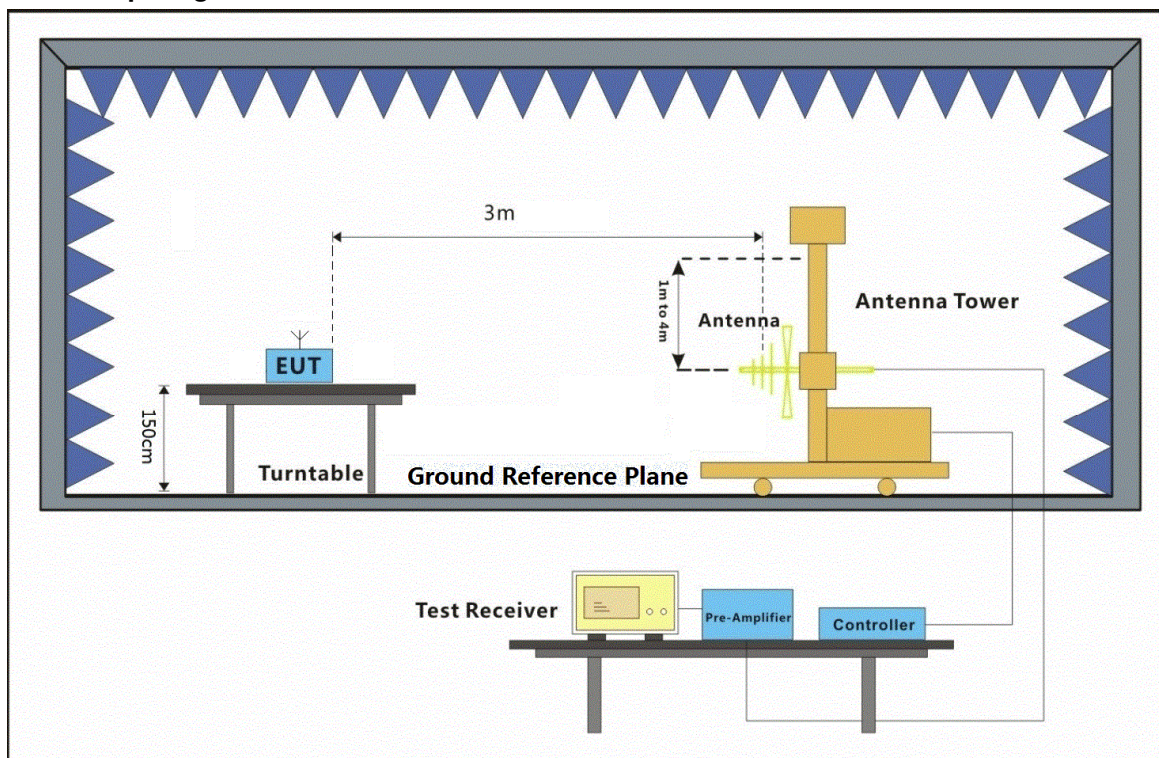 3m
1m to 4m
Antenna
Antenna Tower
EUT
150cm
Turntable
Ground Reference Plane
Test Receiver
Pre-Amplifier
Controller